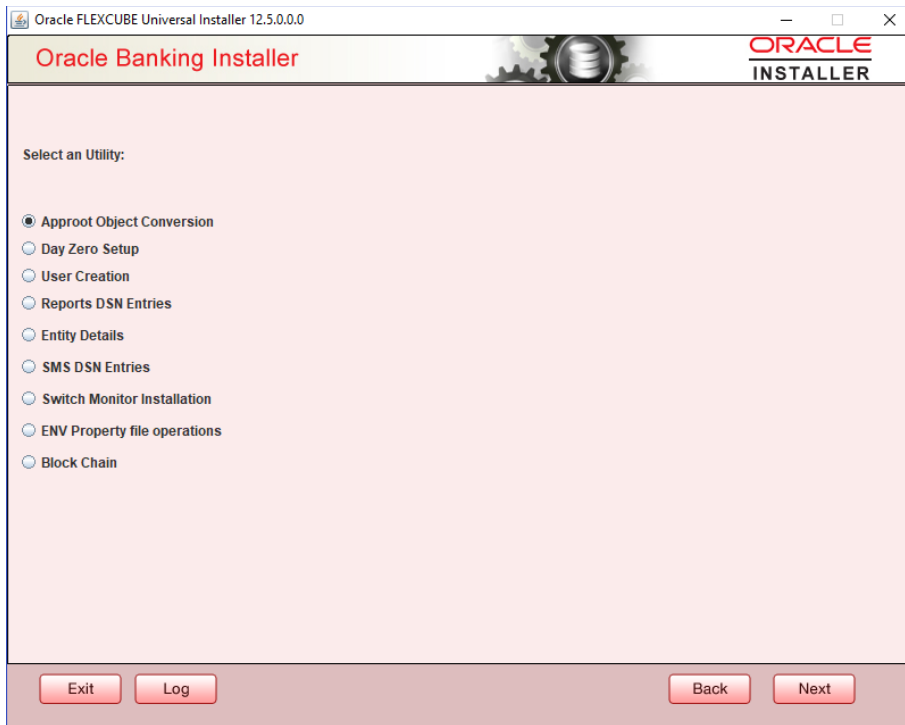 Oracle FLEXCUBE Universal Installer 12.5.0.0.0
Oracle Banking Installer
ORACLE
INSTALLER
Select an Utility:
Approot Object Conversion
Day Zero Setup
User Creation
Reports DSN Entries
Entity Details
SMS DSN Entries
Switch Monitor Installation
ENV Property file operations
Block Chain
Exit Log Back Next